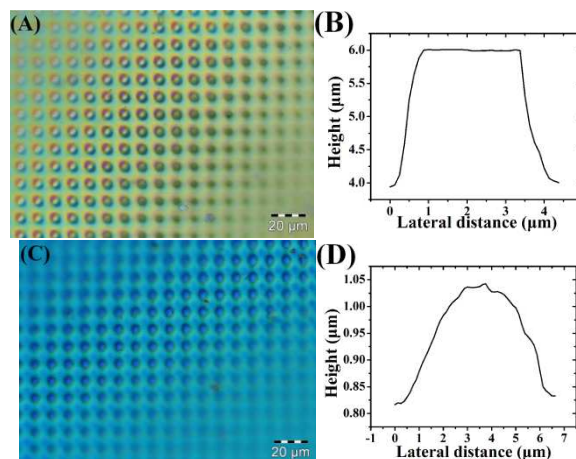 (A)
20 µm
(B)
Height (µm)
6.0
5.5
5.0
4.5
4.0
0 1 2 3 4
Lateral distance (µm)
(C)
20 µm
(D)
Height (µm)
1.05
1.00
0.95
0.90
0.85
0.80
-1 0 1 2 3 4 5 6 7
Lateral distance (µm)